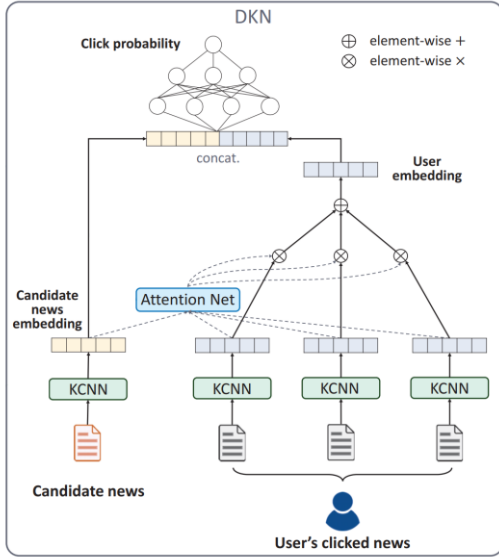 DKN
Click probability
element-wise +
element-wise ×
concat.
User
embedding
Attention Net
Candidate
news
embedding
KCNN
KCNN
KCNN
KCNN
Candidate news
User's clicked news